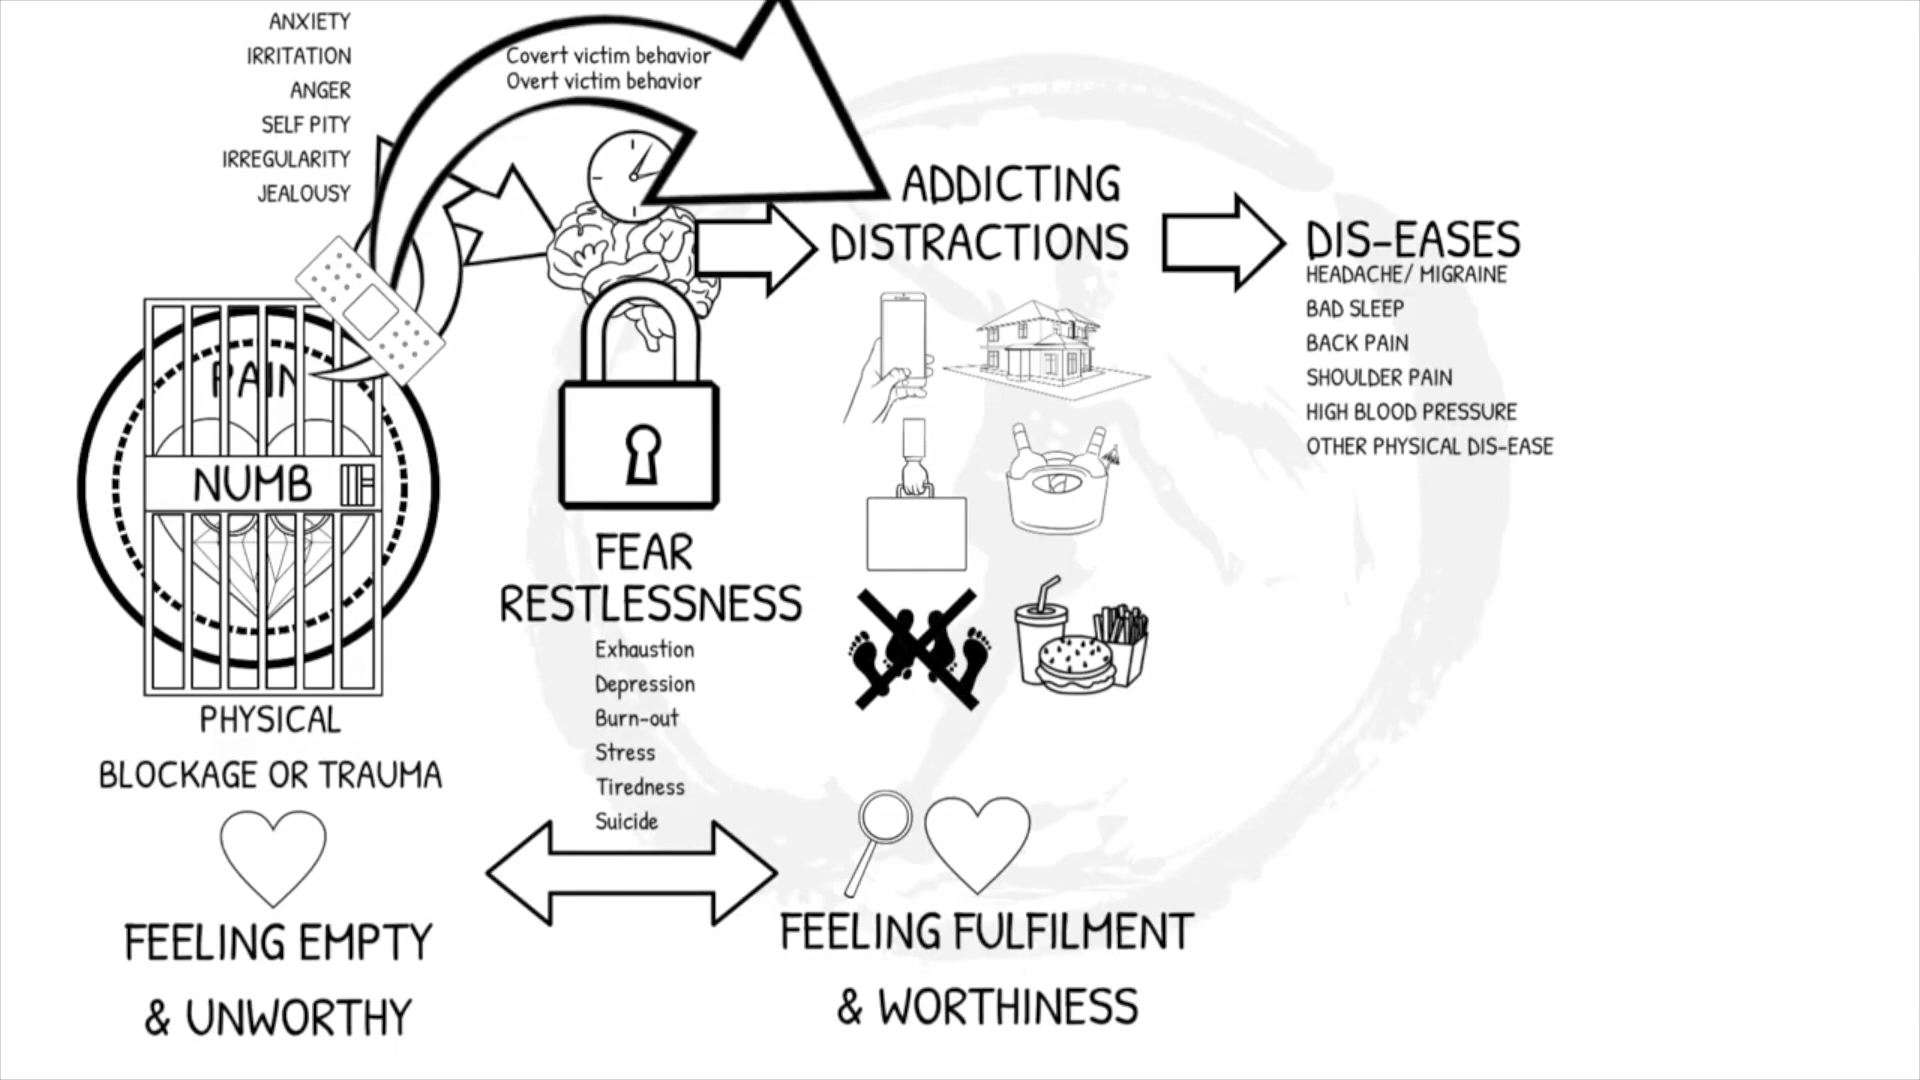 ANXIETY
IRRITATION
ANGER
SELF PITY
IRREGULARITY
JEALOUSY
Covert victim behavior
Overt victim behavior
PAIN
NUMB
PHYSICAL
BLOCKAGE OR TRAUMA
FEELING EMPTY
& UNWORTHY
FEAR
RESTLESSNESS
Exhaustion
Depression
Burn-out
Stress
Tiredness
Suicide
ADDICTING
DISTRACTIONS
FEELING FULFILMENT
& WORTHINESS
DIS-EASES
HEADACHE/ MIGRAINE
BAD SLEEP
BACK PAIN
SHOULDER PAIN
HIGH BLOOD PRESSURE
OTHER PHYSICAL DIS-EASE